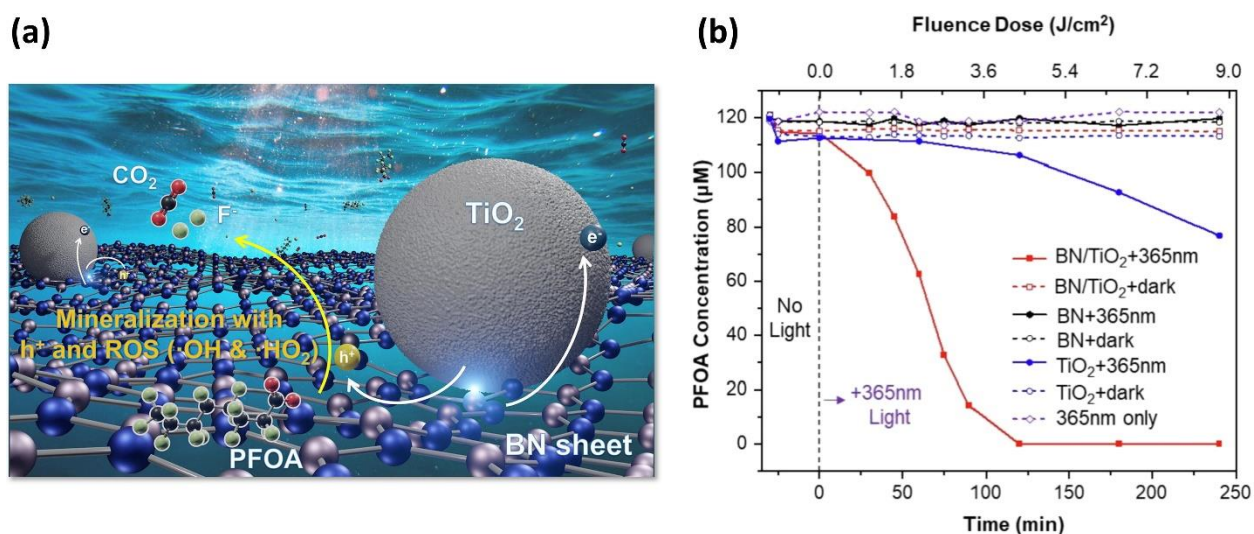 (a)
CO₂
F⁻
TiO₂
e⁻
e⁻
h⁺
Mineralization with
h⁺ and ROS (·OH & ·HO₂)
h⁺
PFOA
BN sheet
(b)
Fluence Dose (J/cm²)
0.0 1.8 3.6 5.4 7.2 9.0
120
100
80
60
40
20
0
PFOA Concentration (µM)
No
Light
+365nm
Light
BN/TiO₂+365nm
BN/TiO₂+dark
BN+365nm
BN+dark
TiO₂+365nm
TiO₂+dark
365nm only
0 50 100 150 200 250
Time (min)